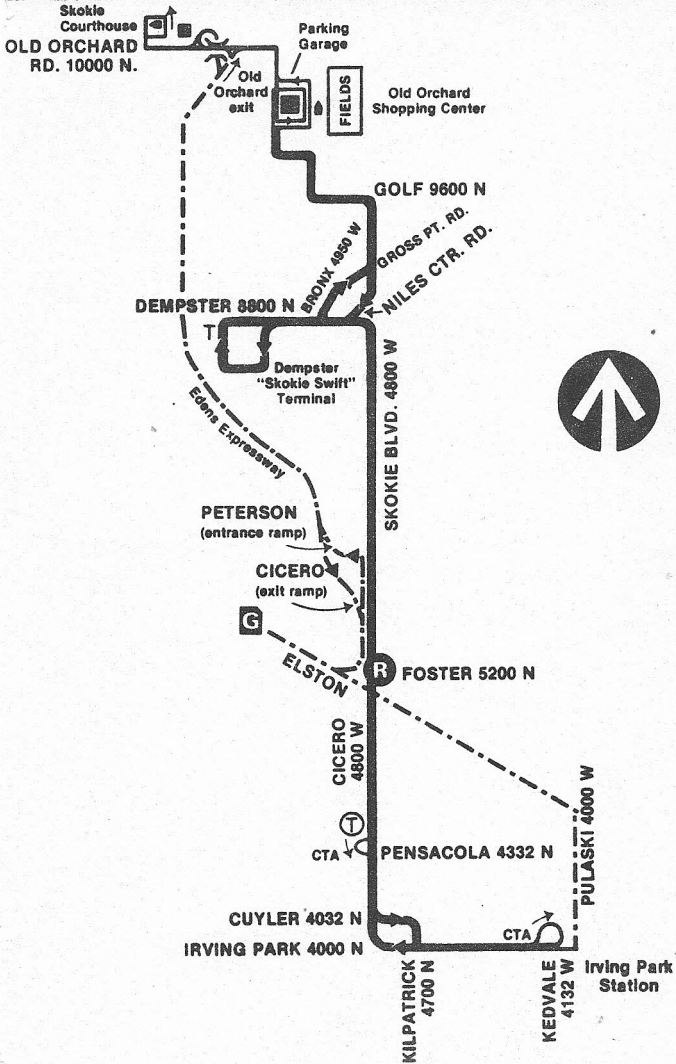 Skokie
Courthouse
OLD ORCHARD
RD. 10000 N.
Parking
Garage
Old
Orchard
exit
FIELDS
Old Orchard
Shopping Center
GOLF 9600 N
BRONX 4950 W
GROSS PT. RD.
NILES CTR. RD.
DEMPSTER 8800 N
T
Dempster
"Skokie Swift"
Terminal
SKOKIE BLVD. 4800 W
Edens Expressway
PETERSON
(entrance ramp)
CICERO
(exit ramp)
G
ELSTON
R
FOSTER 5200 N
CICERO
4800 W
PULASKI 4000 W
T
CTA
PENSACOLA 4332 N
CUYLER 4032 N
IRVING PARK 4000 N
CTA
KILPATRICK
4700 N
KEDVALE
4132 W
Irving Park
Station